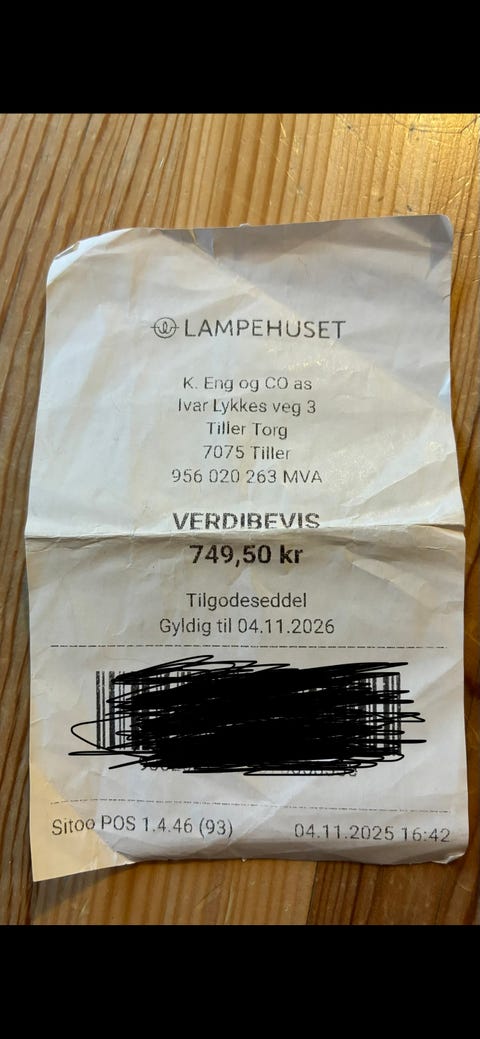 LAMPEHUSET
K. Eng og CO as
Ivar Lykkes veg 3
Tiller Torg
7075 Tiller
956 020 263 MVA
VERDIBEVIS
749,50 kr
Tilgodeseddel
Gyldig til 04.11.2026
Sitoo POS 1.4.46 (93) 04.11.2025 16:42